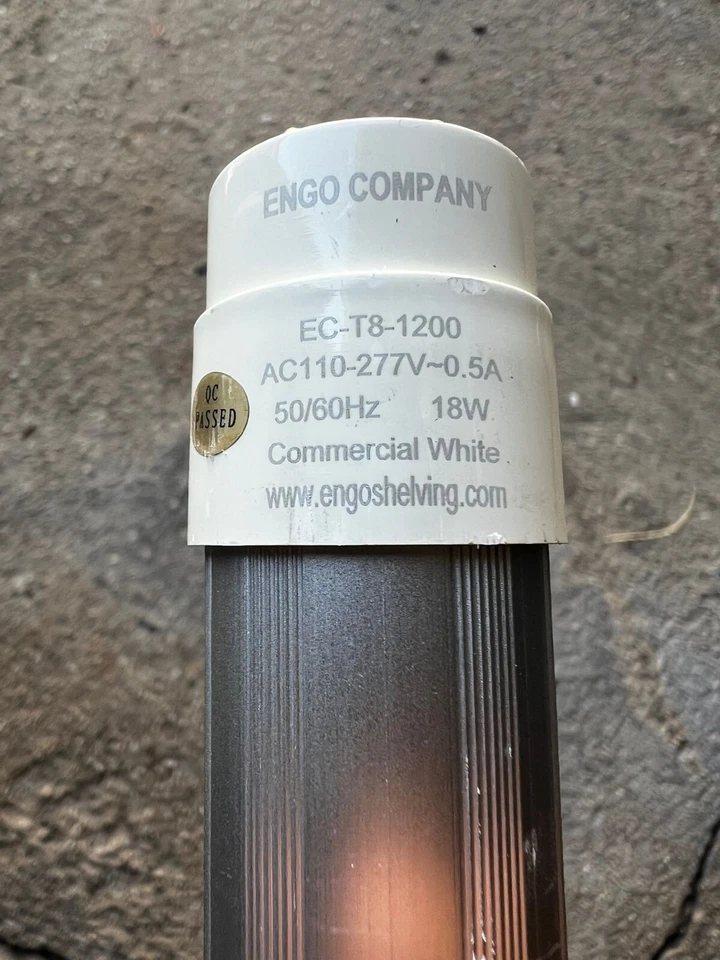 ENGO COMPANY
EC-T8-1200
AC110-277V~0.5A
50/60Hz 18W
Commercial White
www.engoshelving.com
QC
PASSED